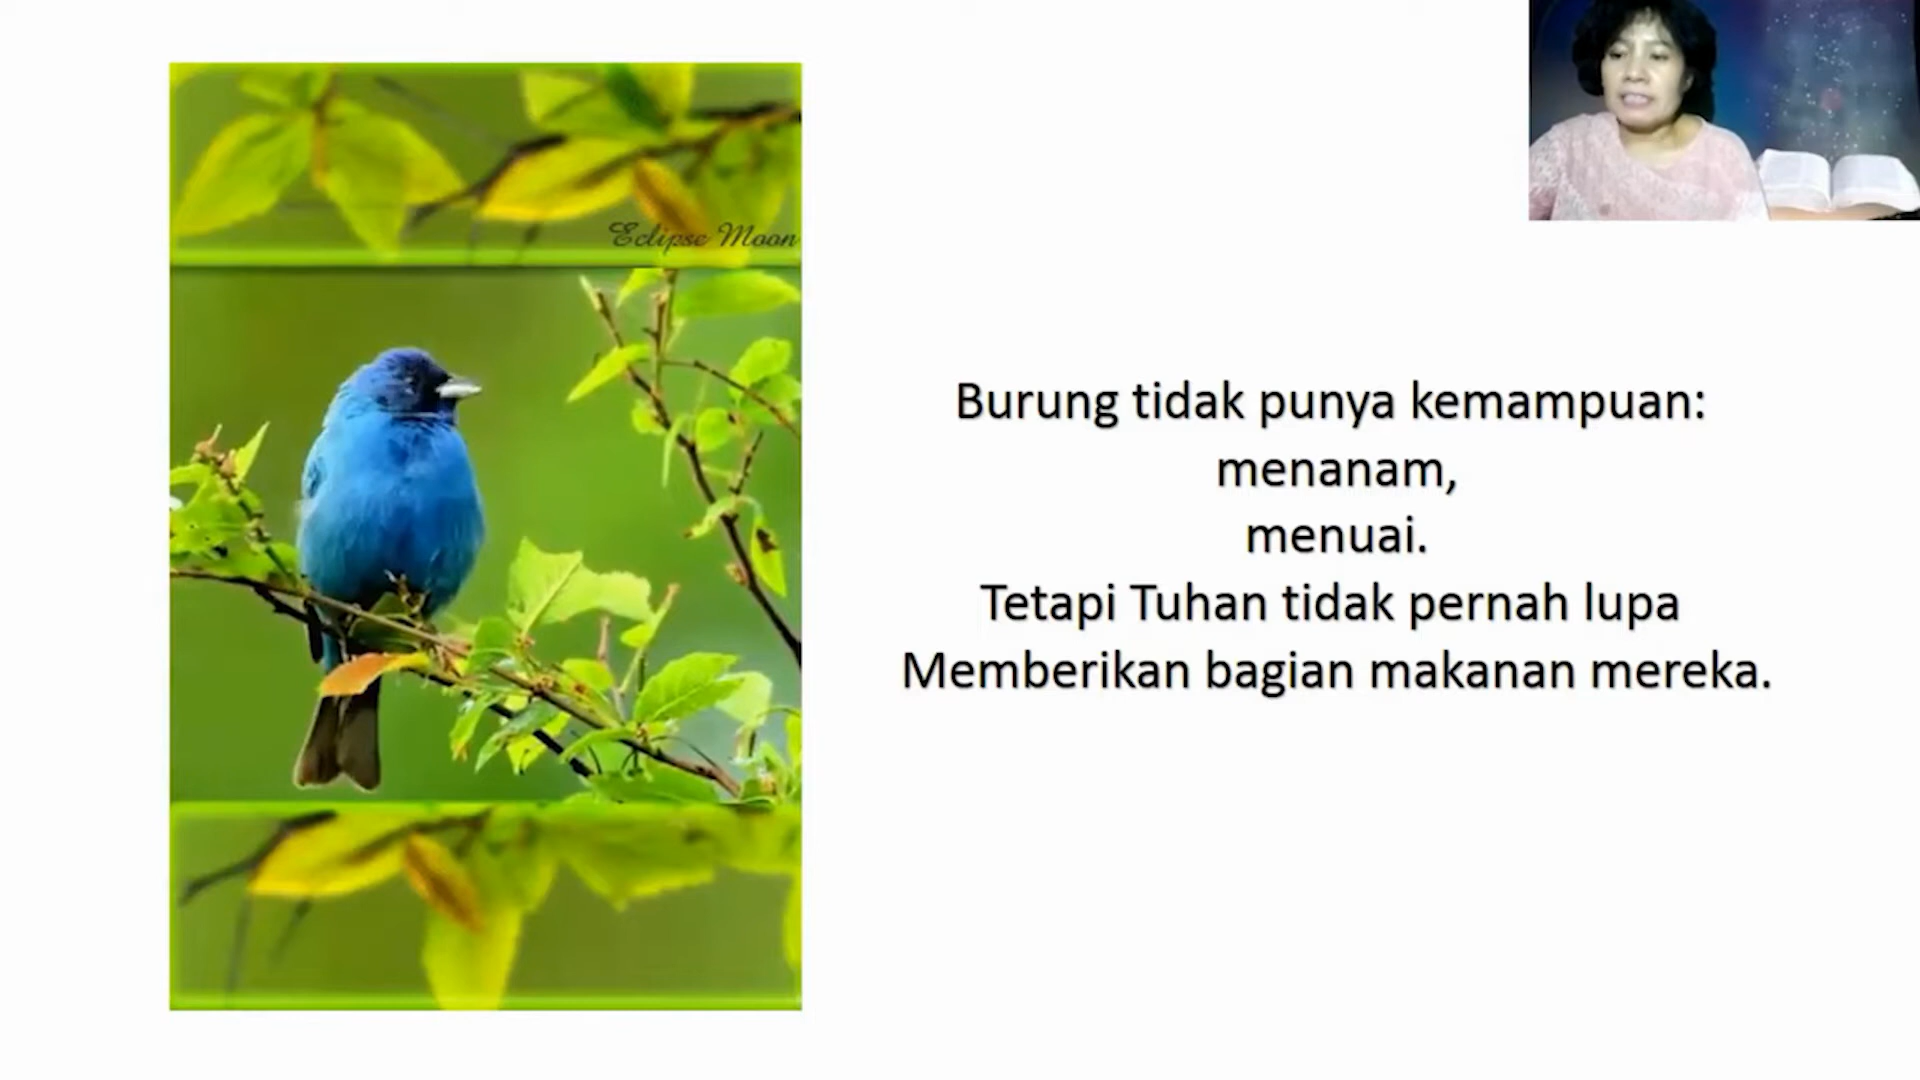 Eclipse Moon
Burung tidak punya kemampuan:
menanam,
menuai.
Tetapi Tuhan tidak pernah lupa
Memberikan bagian makanan mereka.